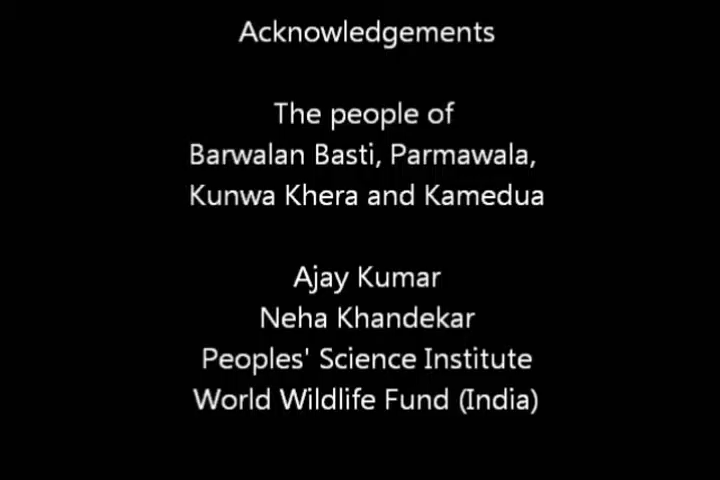 Acknowledgements
The people of
Barwalan Basti, Parmawala,
Kunwa Khera and Kamedua
Ajay Kumar
Neha Khandekar
Peoples' Science Institute
World Wildlife Fund (India)